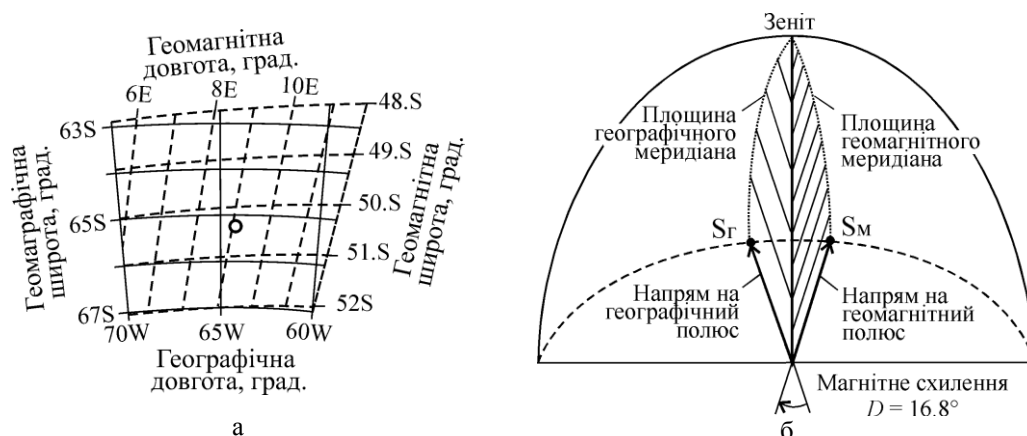 Геомагнітна
довгота, град.
6E
8E
10E
63S
65S
67S
48.S
49.S
50.S
51.S
52S
Геомаграфічна
широта, град.
Геомагнітна
широта, град.
70W
65W
60W
Географічна
довгота, град.
а
Зеніт
Площина
географічного
меридіана
Площина
геомагнітного
меридіана
Sг
Sм
Напрям на
географічний
полюс
Напрям на
геомагнітний
полюс
Магнітне схилення
D = 16.8°
б